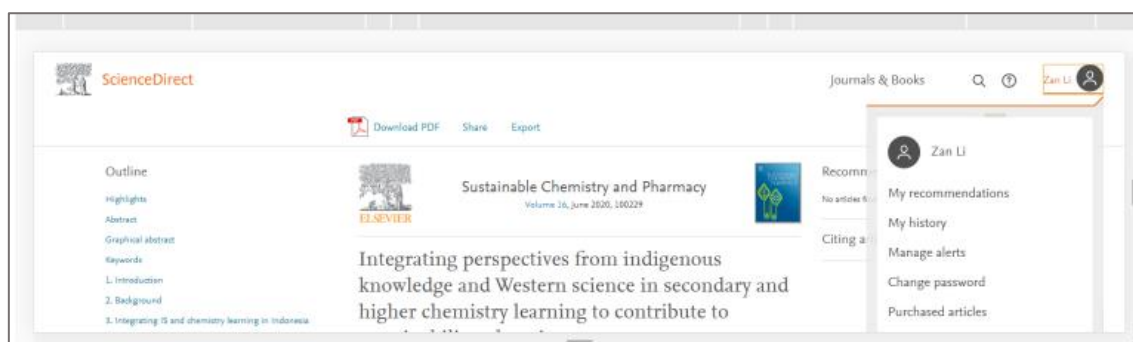 ScienceDirect
Journals & Books
Zan Li
Download PDF Share Export
Outline
Highlights
Abstract
Graphical abstract
Keywords
1. Introduction
2. Background
3. Integrating IS and chemistry learning in Indonesia
ELSEVIER
Sustainable Chemistry and Pharmacy
Volume 16, June 2020, 100229
Integrating perspectives from indigenous
knowledge and Western science in secondary and
higher chemistry learning to contribute to
Recomm
No articles
Citing a
Zan Li
My recommendations
My history
Manage alerts
Change password
Purchased articles